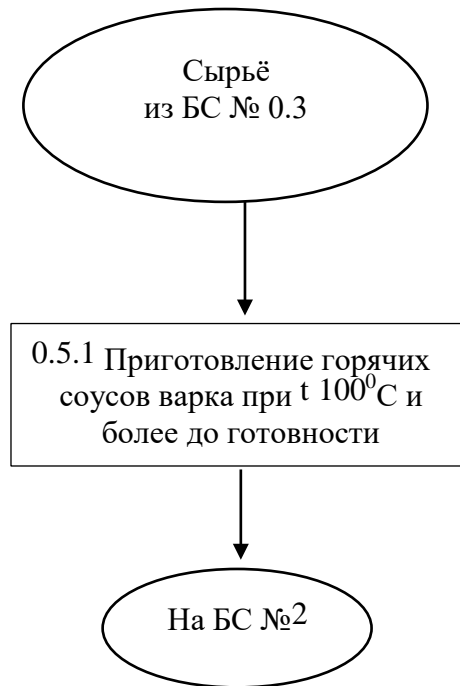 Сырьё
из БС № 0.3
0.5.1 Приготовление горячих
соусов варка при t 100⁰С и
более до готовности
На БС №2